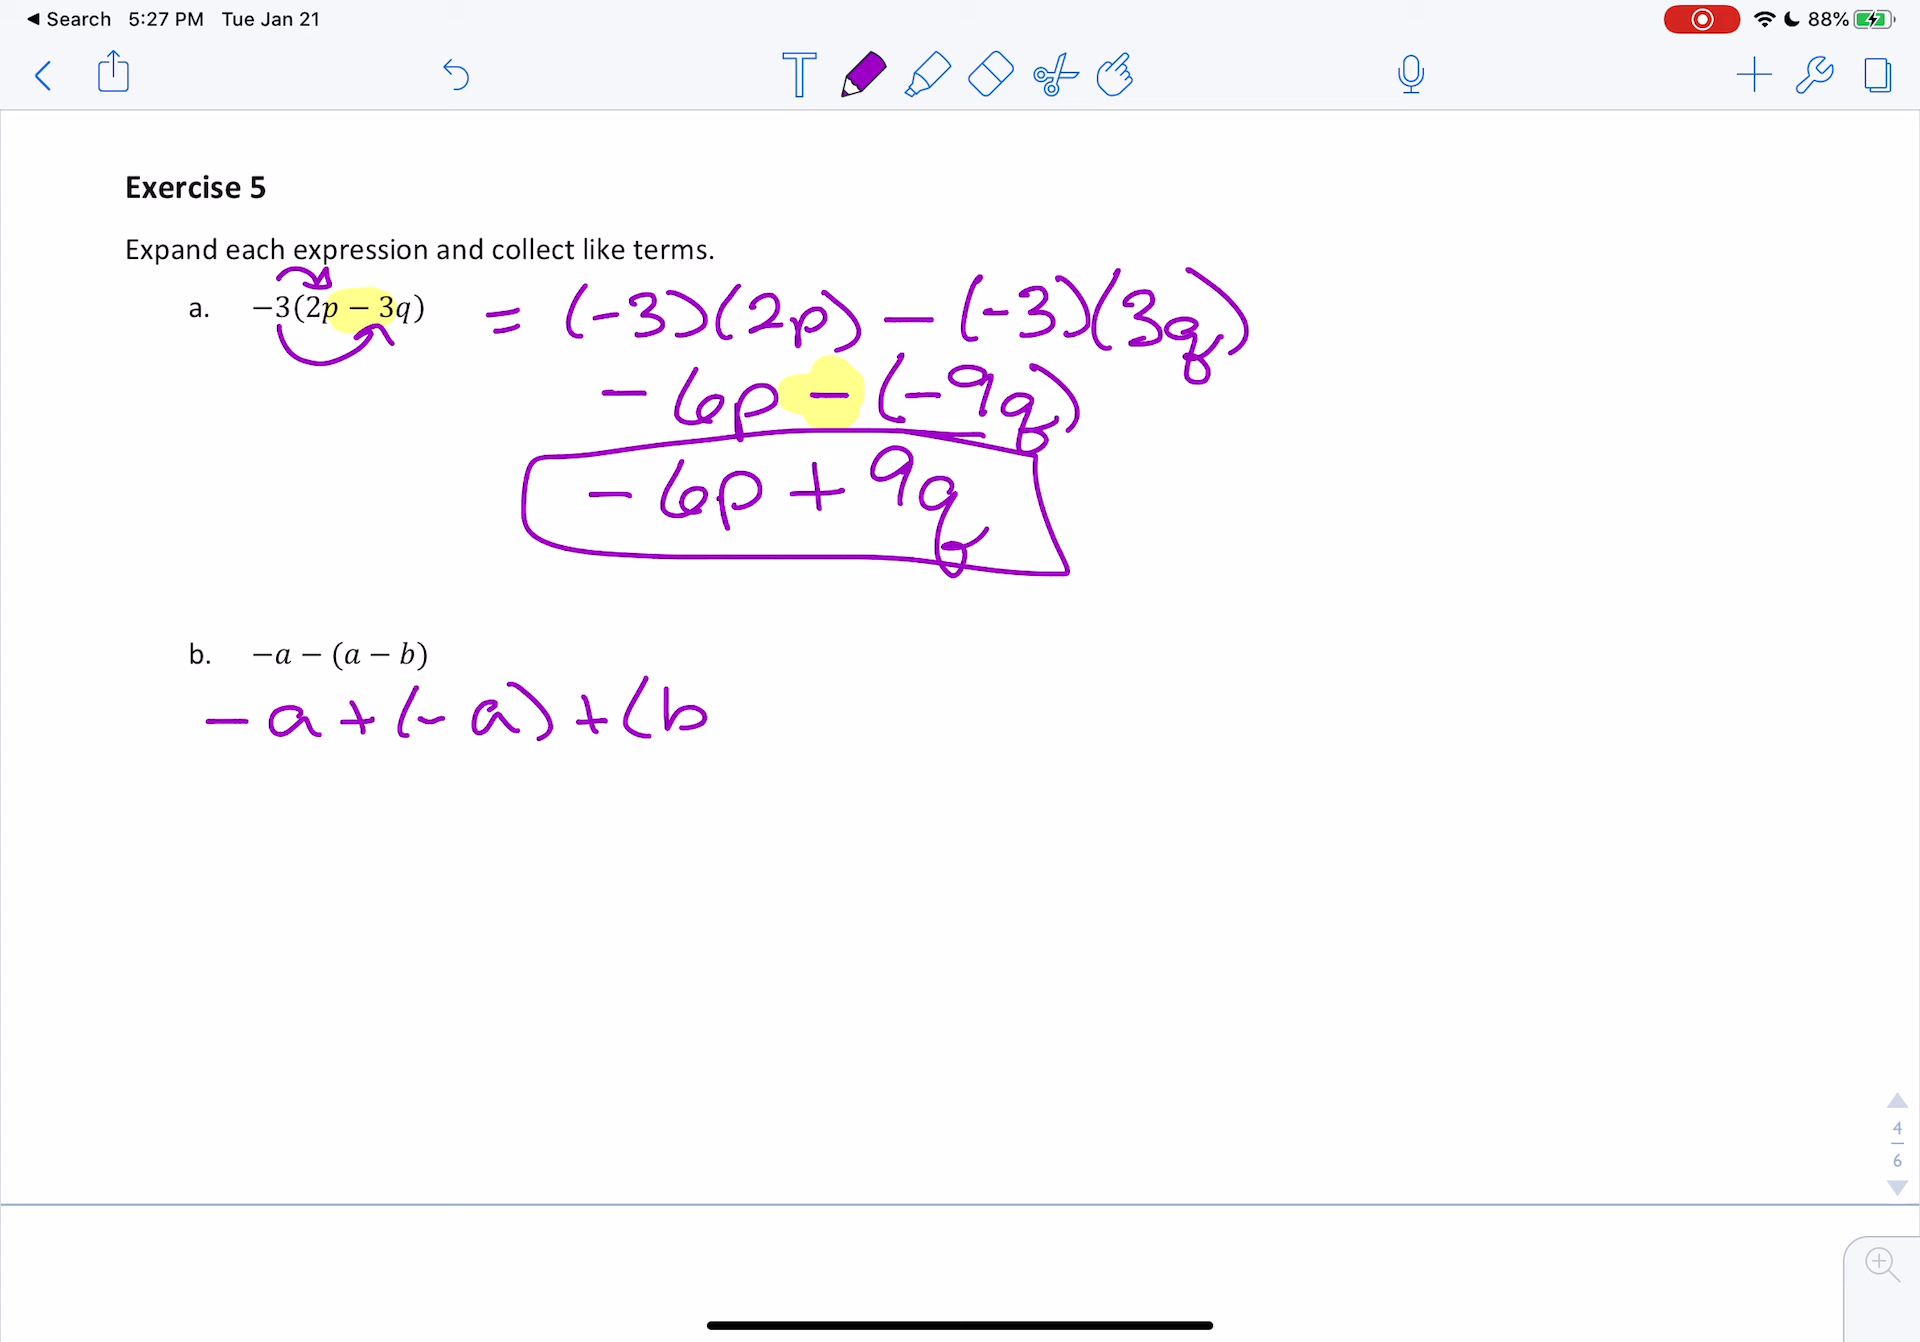 Search 5:27 PM Tue Jan 21 88%
T
Exercise 5
Expand each expression and collect like terms.
a. −3(2p − 3q) = (-3)(2p) - (-3)(3q)
- 6p - (-9q)
- 6p + 9q
b. −a − (a − b)
- a + (- a) + (b
4
6